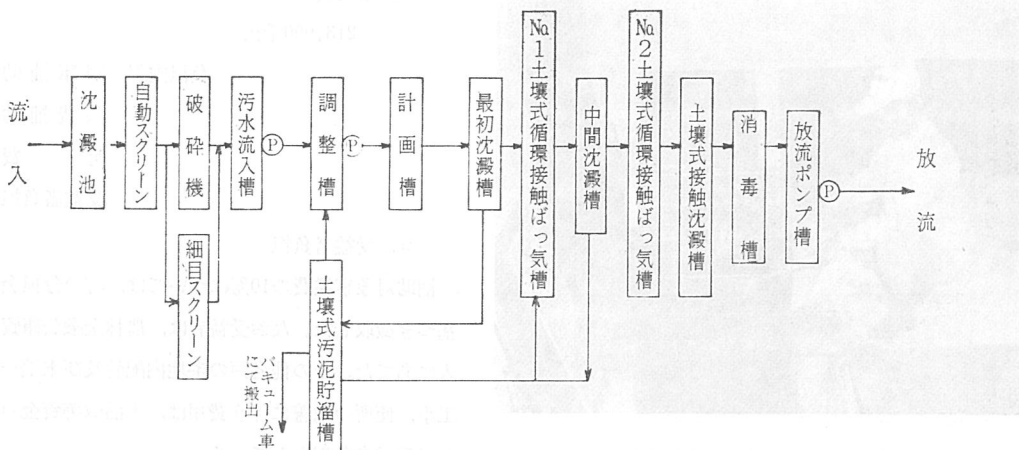 流入
沈澱池
自動スクリーン
破砕機
細目スクリーン
汚水流入槽
P
調整槽
P
計画槽
最初沈澱槽
No.1土壌式循環接触ばっ気槽
中間沈澱槽
No.2土壌式循環接触ばっ気槽
土壌式接触沈澱槽
消毒槽
放流ポンプ槽
P
放流
土壌式汚泥貯溜槽
バキューム車
にて搬出